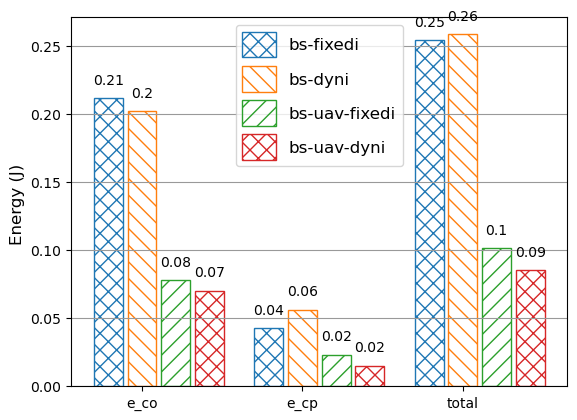 0.25
0.26
0.21
0.2
0.08
0.07
0.04
0.06
0.02
0.02
0.1
0.09
bs-fixedi
bs-dyni
bs-uav-fixedi
bs-uav-dyni
Energy (J)
0.25
0.20
0.15
0.10
0.05
0.00
e_co
e_cp
total